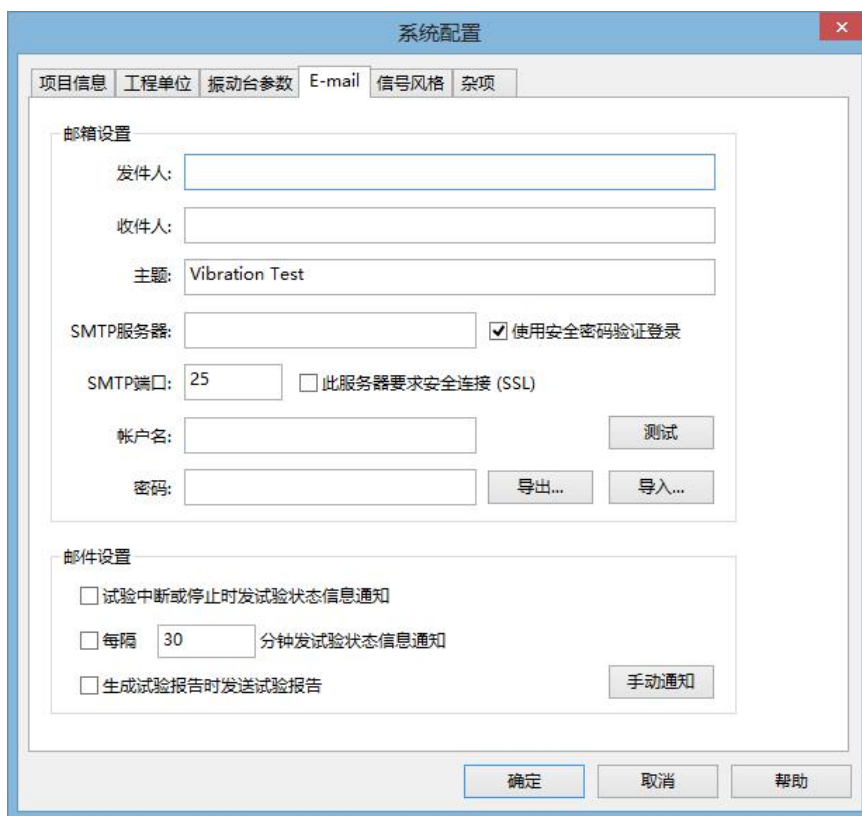 系统配置
项目信息 工程单位 振动台参数 E-mail 信号风格 杂项
邮箱设置
发件人:
收件人:
主题: Vibration Test
SMTP服务器: 使用安全密码验证登录
SMTP端口: 25 此服务器要求安全连接 (SSL)
帐户名: 测试
密码: 导出... 导入...
邮件设置
试验中断或停止时发试验状态信息通知
每隔 30 分钟发试验状态信息通知
生成试验报告时发送试验报告 手动通知
确定 取消 帮助